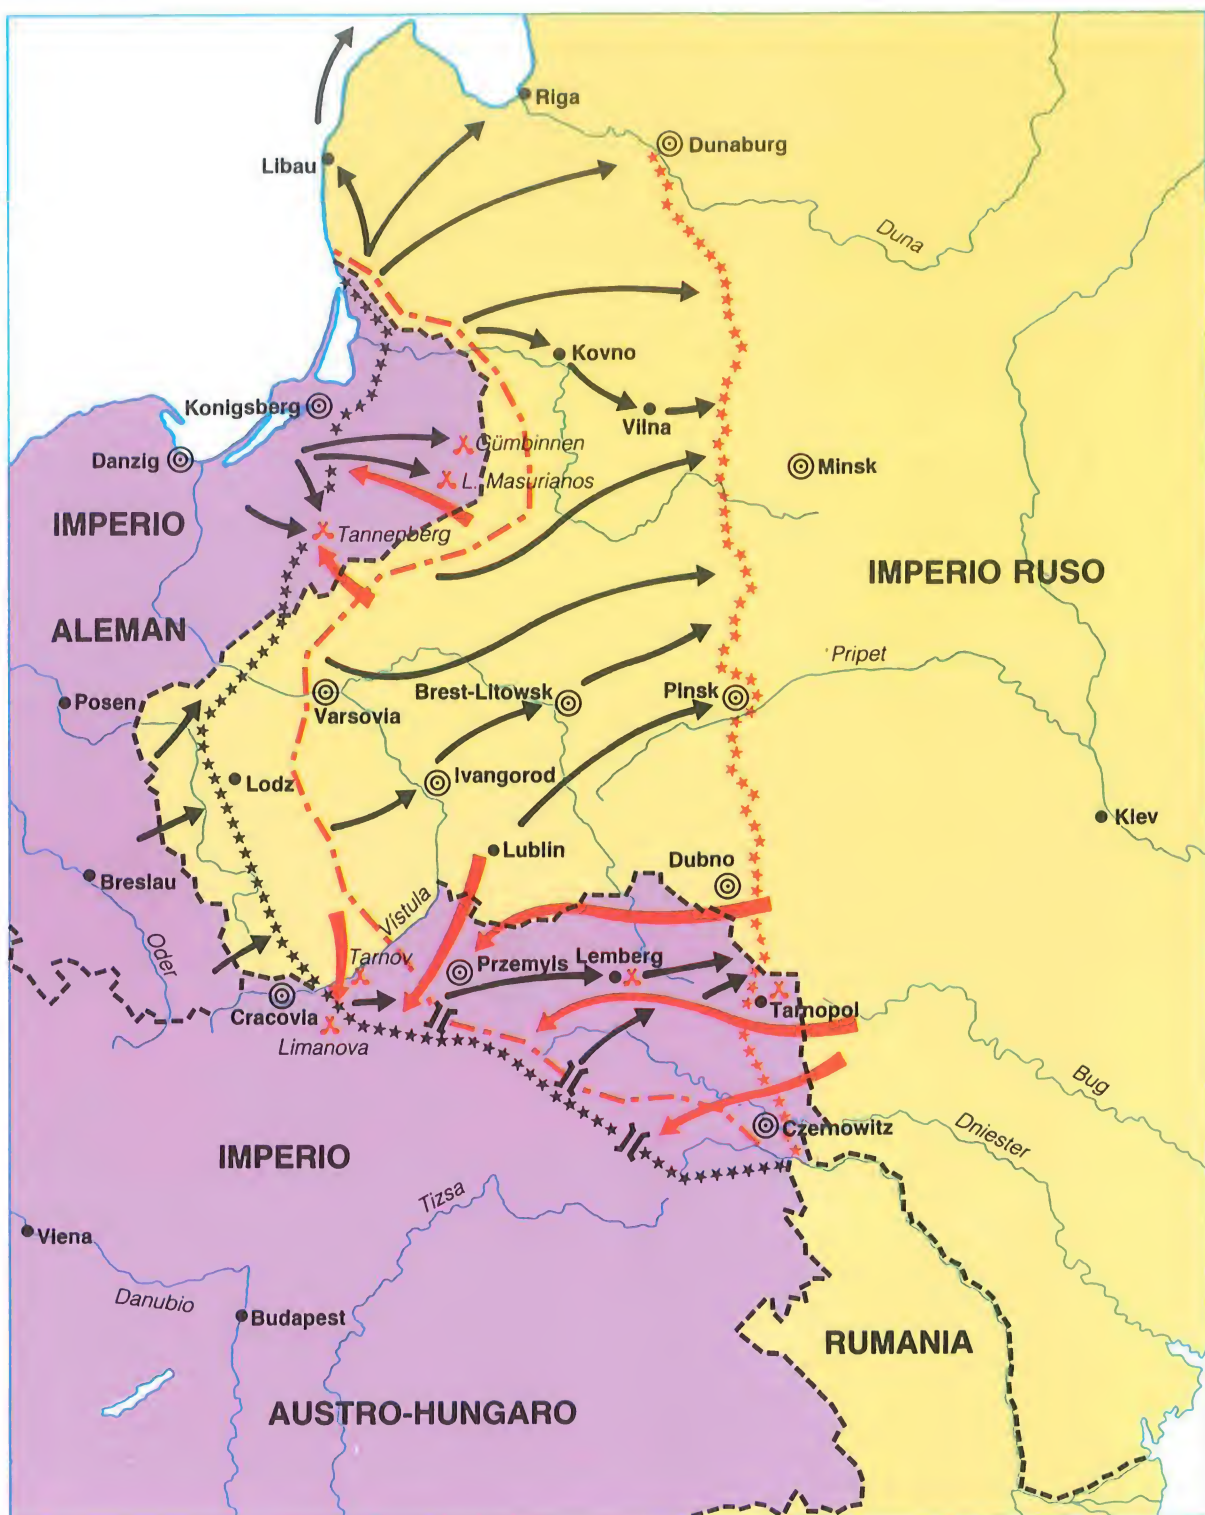 Riga
Dunaburg
Libau
Duna
Kovno
Konigsberg
Vilna
Gümbinnen
Danzig
Minsk
L. Masurianos
IMPERIO
Tannenberg
IMPERIO RUSO
ALEMAN
Pripet
Posen
Brest-Litowsk
Pinsk
Varsovia
Lodz
Ivangorod
Kiev
Lublin
Dubno
Breslau
Vístula
Oder
Tarnov
Przemyls
Lemberg
Cracovia
Tarnopol
Limanova
Bug
Czernowitz
Dniester
IMPERIO
Tizsa
Viena
Danubio
Budapest
RUMANIA
AUSTRO-HUNGARO